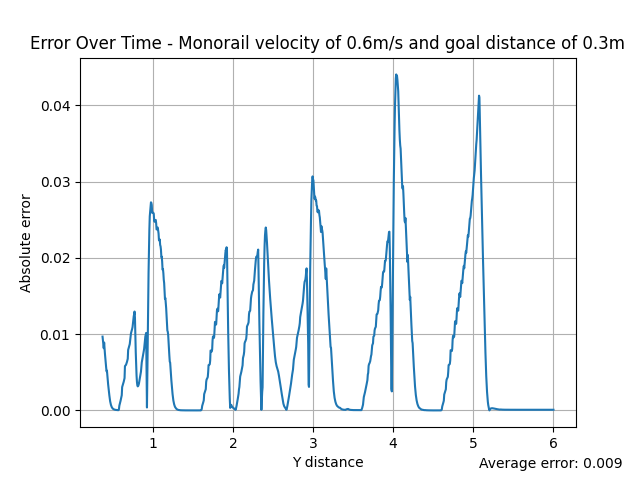 Error Over Time - Monorail velocity of 0.6m/s and goal distance of 0.3m
0.04
0.03
0.02
0.01
0.00
Absolute error
1 2 3 4 5 6
Y distance
Average error: 0.009